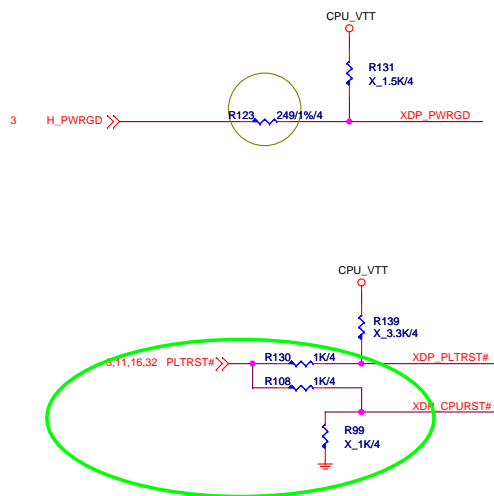 CPU_VTT
R131
X_1.5K/4
3 H_PWRGD R123 249/1%/4 XDP_PWRGD
CPU_VTT
R139
X_3.3K/4
3,11,16,32 PLTRST# R130 1K/4 XDP_PLTRST#
R108 1K/4
XDP_CPURST#
R99
X_1K/4